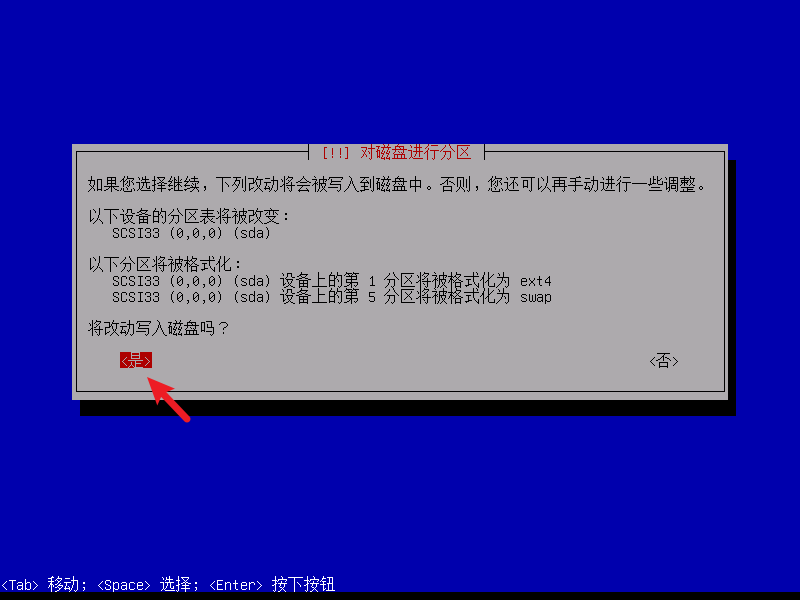 [!!] 对磁盘进行分区
如果您选择继续，下列改动将会被写入到磁盘中。否则，您还可以再手动进行一些调整。
以下设备的分区表将被改变：
SCSI33 (0,0,0) (sda)
以下分区将被格式化：
SCSI33 (0,0,0) (sda) 设备上的第 1 分区将被格式化为 ext4
SCSI33 (0,0,0) (sda) 设备上的第 5 分区将被格式化为 swap
将改动写入磁盘吗？
<是> <否>
<Tab> 移动; <Space> 选择; <Enter> 按下按钮